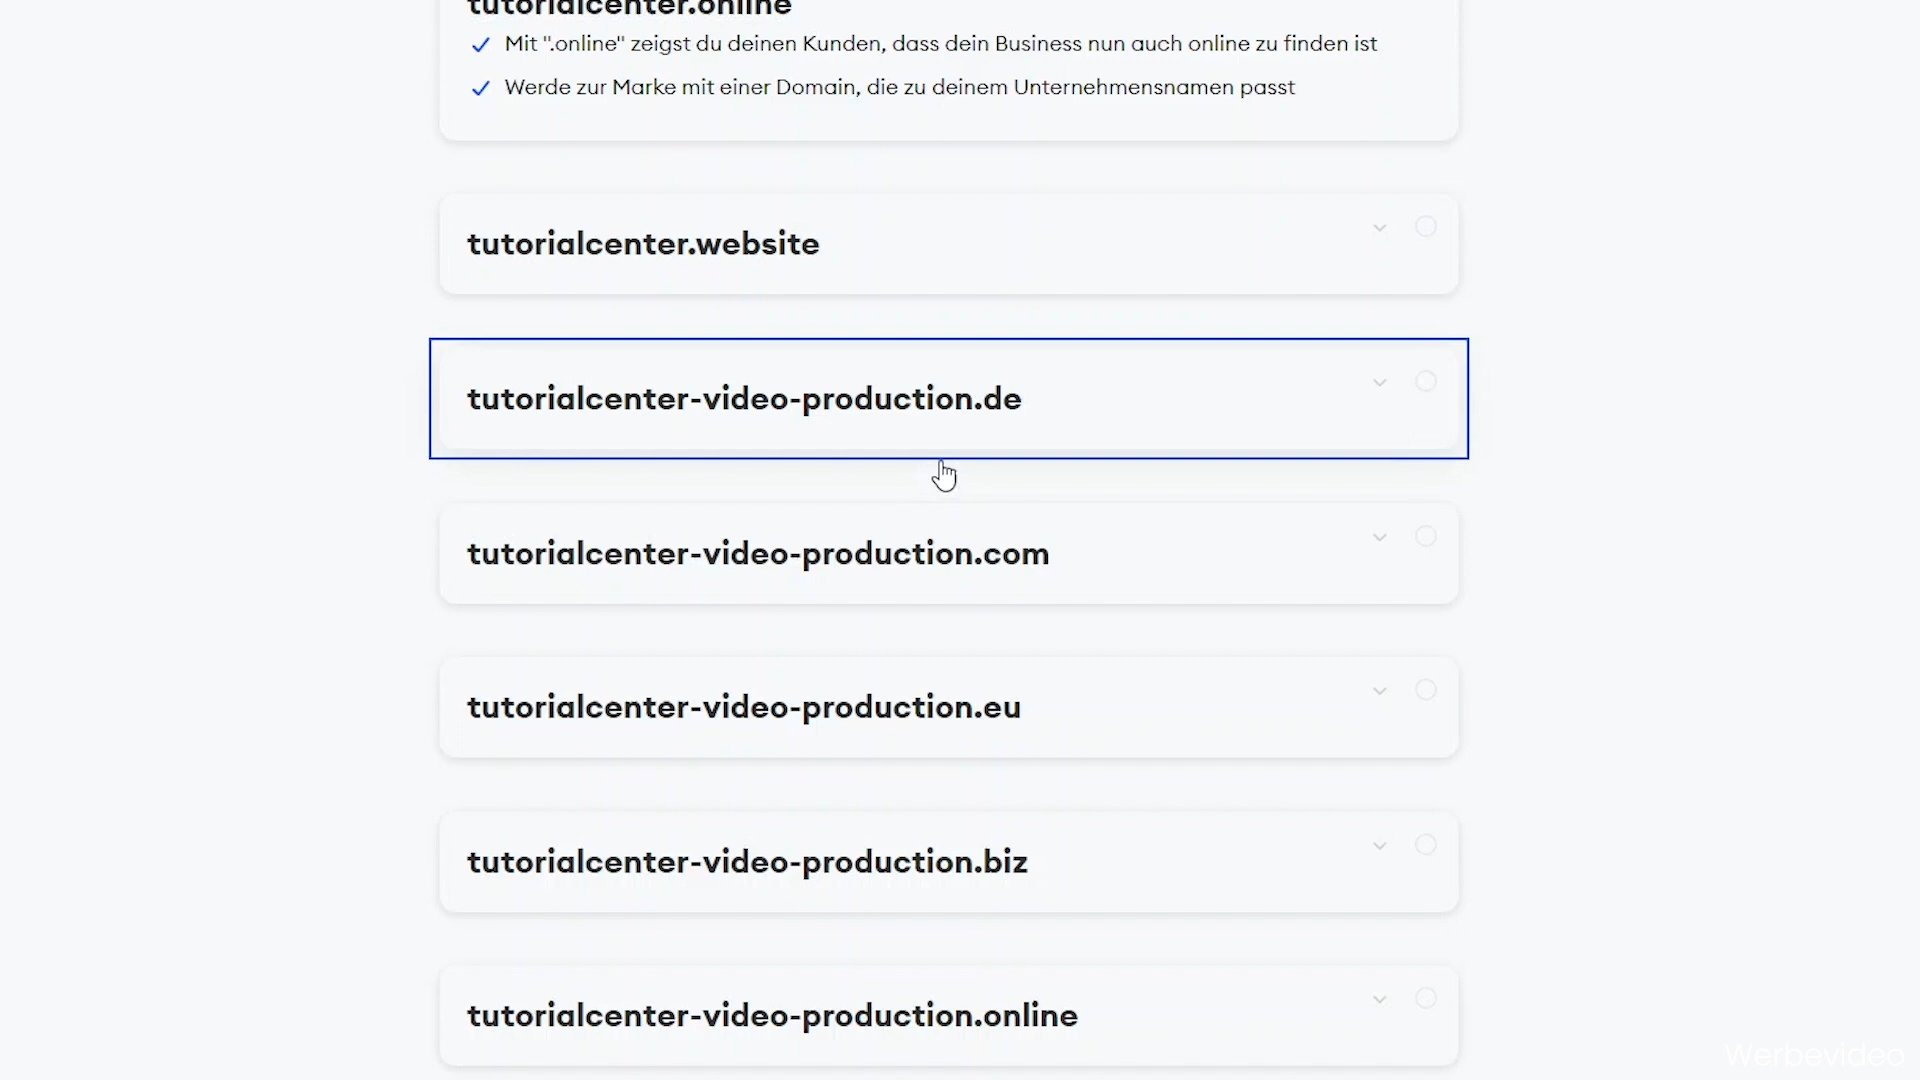 tutorialcenter.online
Mit ".online" zeigst du deinen Kunden, dass dein Business nun auch online zu finden ist
Werde zur Marke mit einer Domain, die zu deinem Unternehmensnamen passt
tutorialcenter.website
tutorialcenter-video-production.de
tutorialcenter-video-production.com
tutorialcenter-video-production.eu
tutorialcenter-video-production.biz
tutorialcenter-video-production.online
Werbevideo